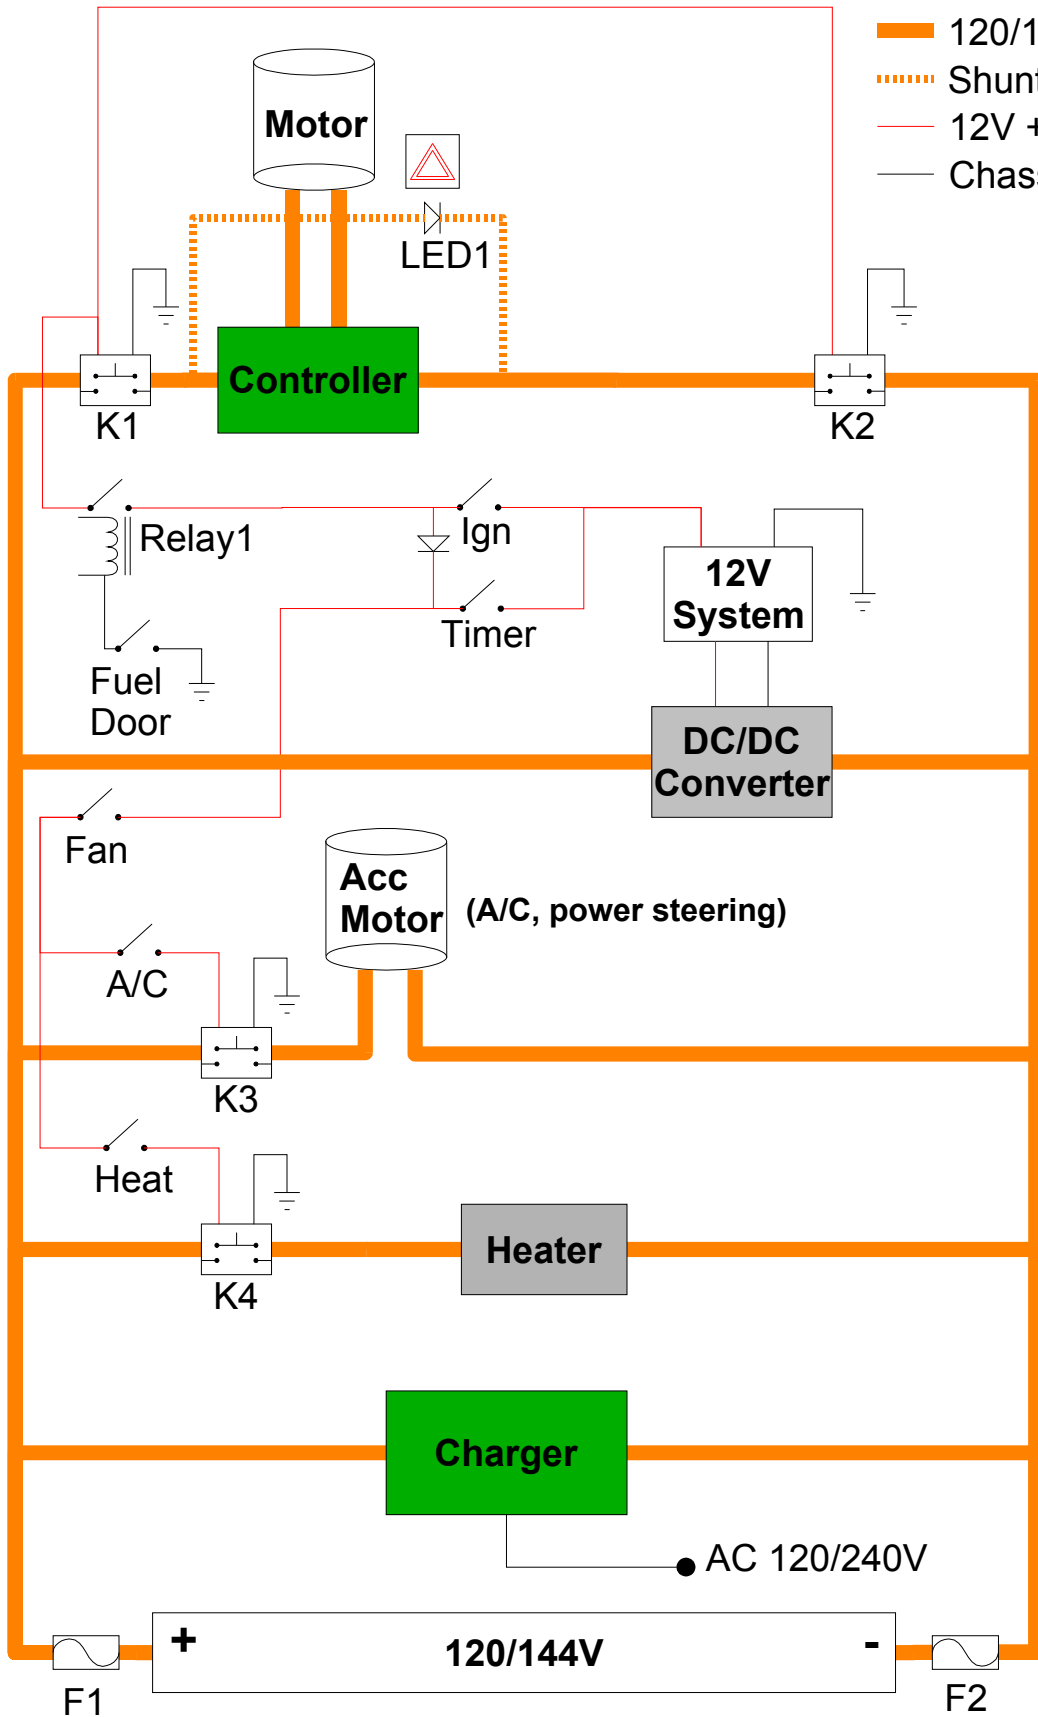 120/1
Shunt
12V +
Chass
Motor
LED1
Controller
K1
K2
Relay1
Ign
12V
System
Timer
Fuel
Door
DC/DC
Converter
Fan
Acc
Motor
(A/C, power steering)
A/C
K3
Heat
Heater
K4
Charger
AC 120/240V
+
120/144V
-
F1
F2